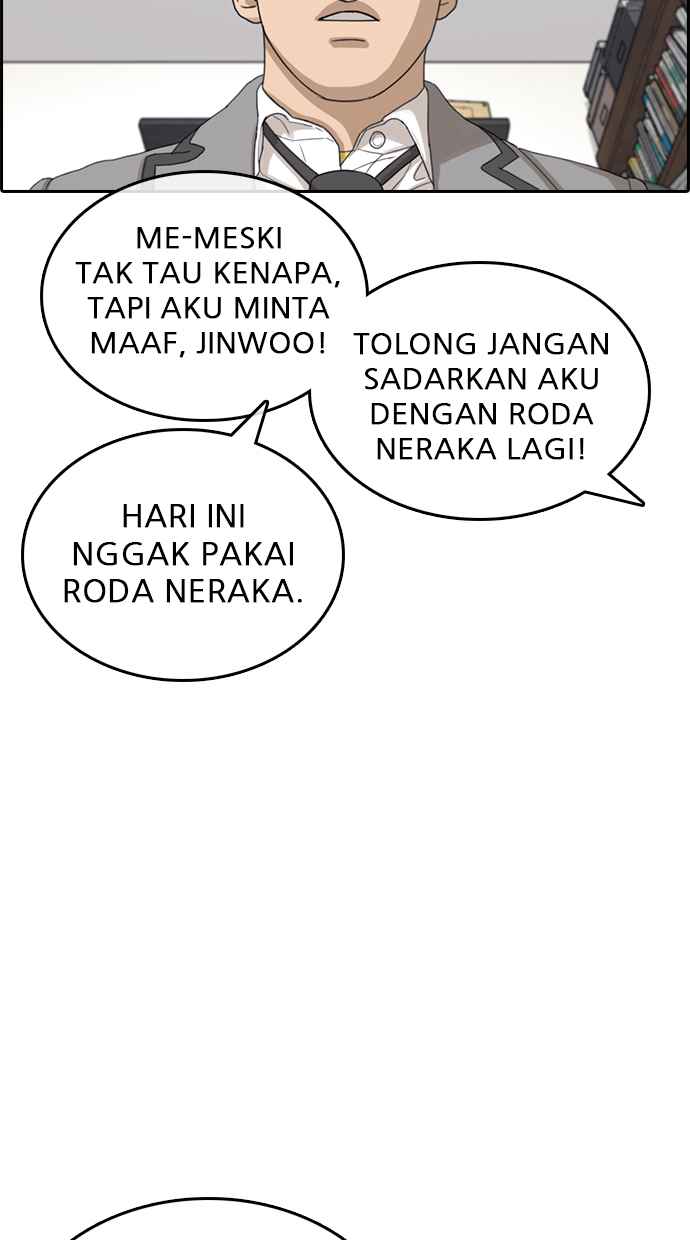 ME-MESKI
TAK TAU KENAPA,
TAPI AKU MINTA
MAAF, JINWOO!
TOLONG JANGAN
SADARKAN AKU
DENGAN RODA
NERAKA LAGI!
HARI INI
NGGAK PAKAI
RODA NERAKA.